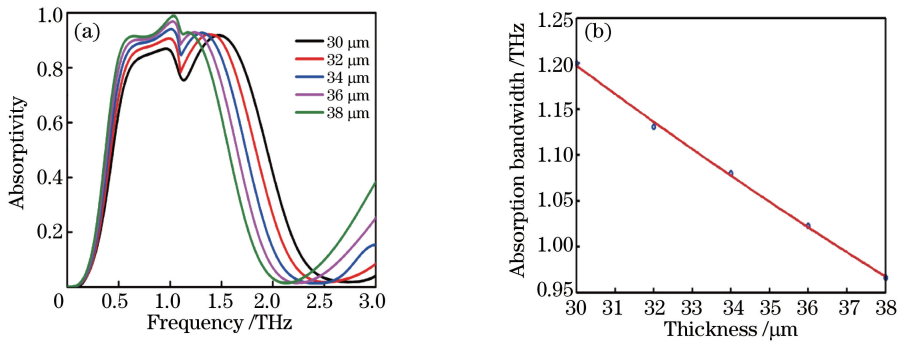 (a)
30 μm
32 μm
34 μm
36 μm
38 μm
Absorptivity
1.0
0.8
0.6
0.4
0.2
0 0.5 1.0 1.5 2.0 2.5 3.0
Frequency /THz
(b)
Absorption bandwidth /THz
1.25
1.20
1.15
1.10
1.05
1.00
0.95
30 31 32 33 34 35 36 37 38
Thickness /μm